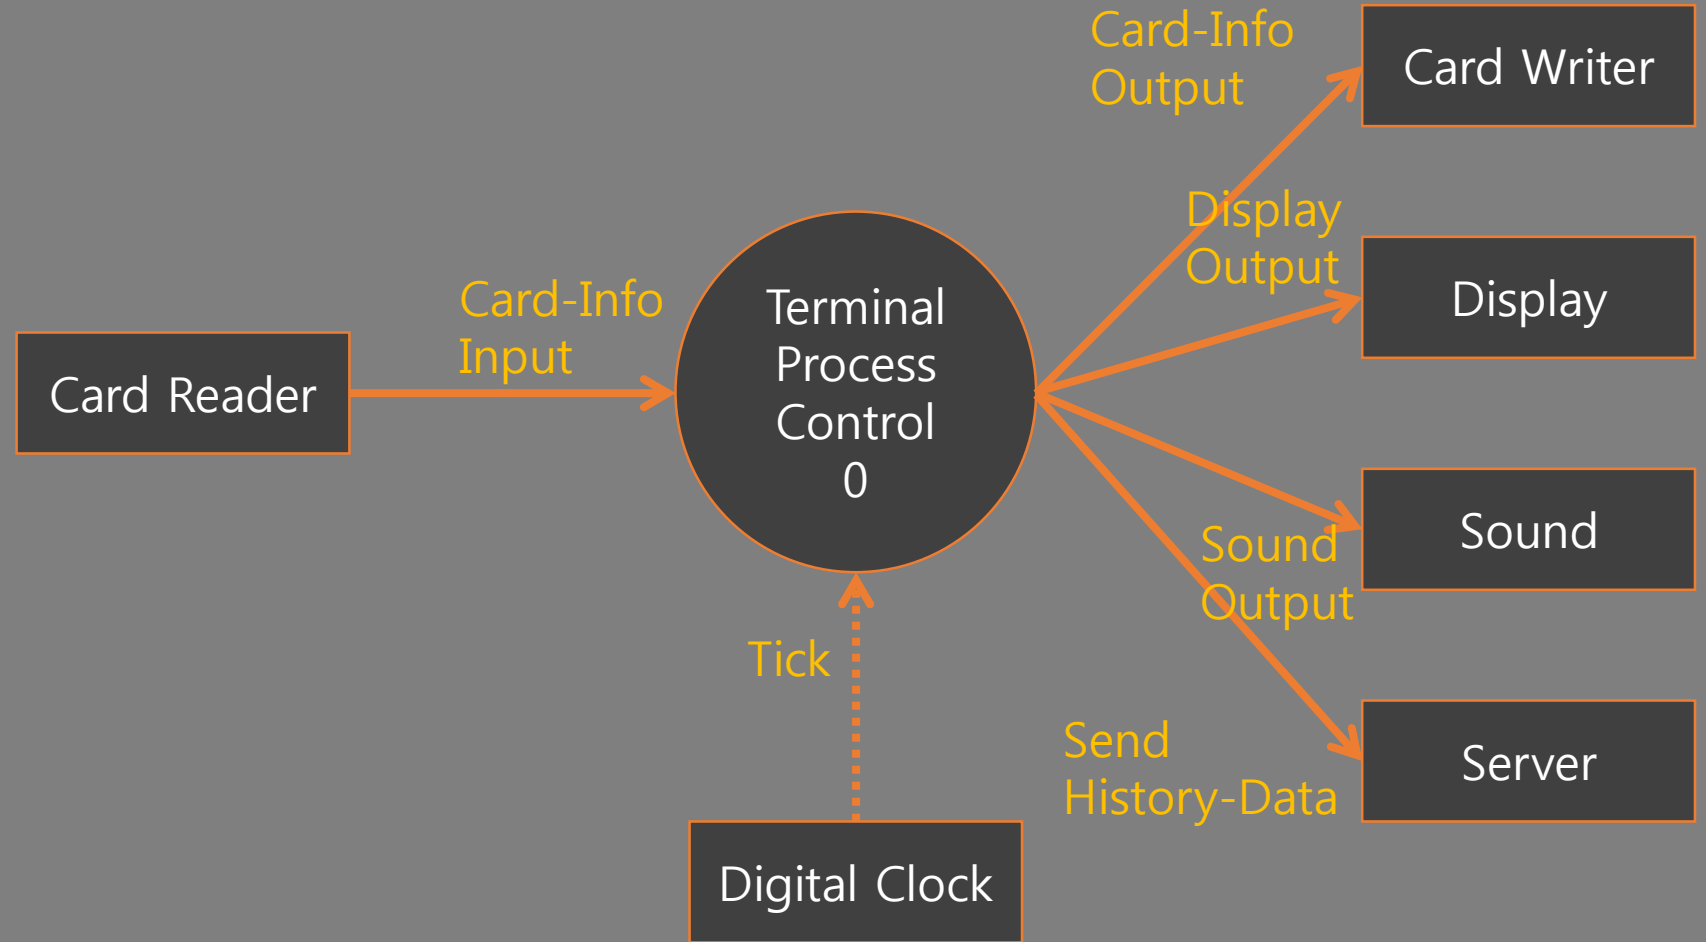 Card-Info
Output
Card Writer
Display
Output
Display
Card-Info
Input
Card Reader
Terminal
Process
Control
0
Sound
Output
Sound
Tick
Send
History-Data
Server
Digital Clock